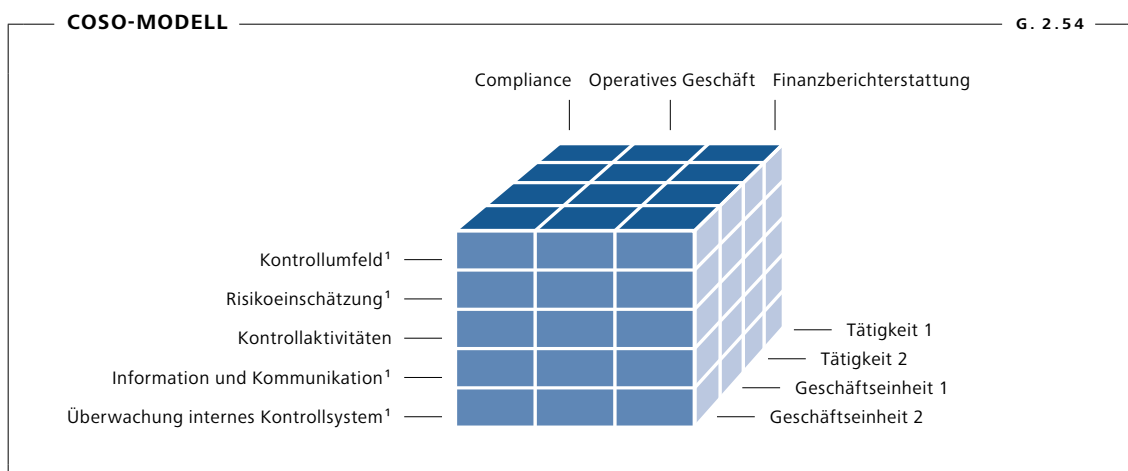 COSO-MODELL
G. 2.54
Compliance Operatives Geschäft Finanzberichterstattung
Kontrollumfeld¹
Risikoeinschätzung¹
Kontrollaktivitäten
Information und Kommunikation¹
Überwachung internes Kontrollsystem¹
Tätigkeit 1
Tätigkeit 2
Geschäftseinheit 1
Geschäftseinheit 2